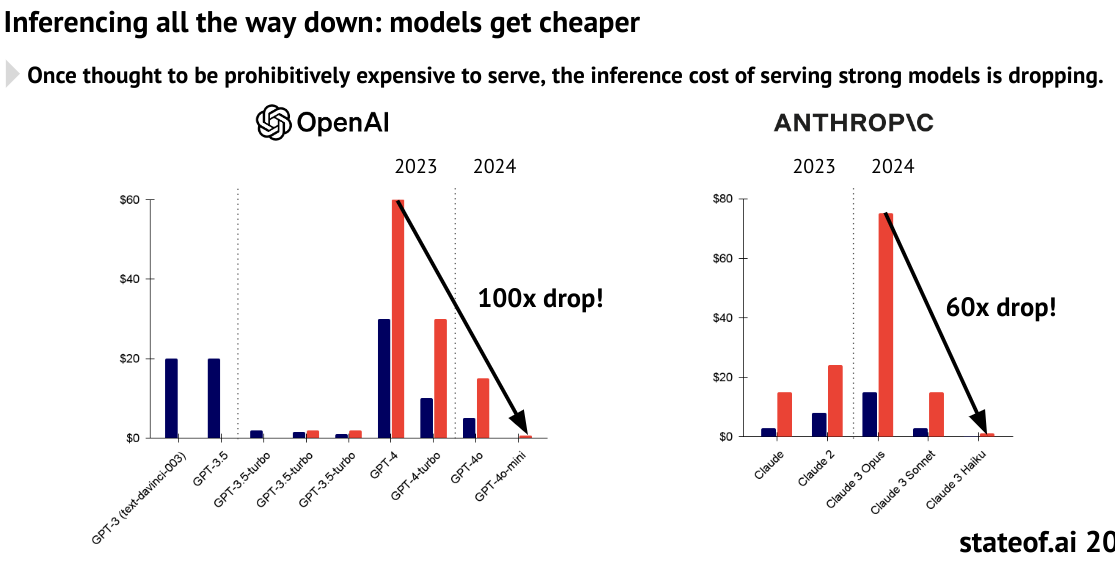 Inferencing all the way down: models get cheaper
Once thought to be prohibitively expensive to serve, the inference cost of serving strong models is dropping.
OpenAI
2023
2024
$60
$40
$20
$0
100x drop!
GPT-3 (text-davinci-003)
GPT-3.5
GPT-3.5-turbo
GPT-3.5-turbo
GPT-3.5-turbo
GPT-4
GPT-4-turbo
GPT-4o
GPT-4o-mini
ANTHROP\C
2023
2024
$80
$60
$40
$20
$0
60x drop!
Claude
Claude 2
Claude 3 Opus
Claude 3 Sonnet
Claude 3 Haiku
stateof.ai 20